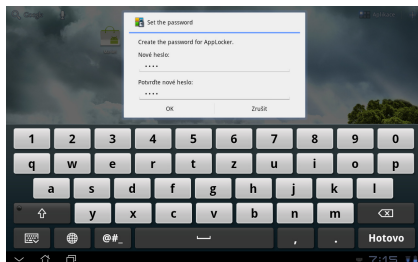 Google
Set the password
Create the password for AppLocker.
Nové heslo:
••••
Potvrďte nové heslo:
••••
OK Zrušit
1 2 3 4 5 6 7 8 9 0
q w e r t z u i o p
a s d f g h j k l
y x c v b n m
@#_ , . Hotovo
7:15